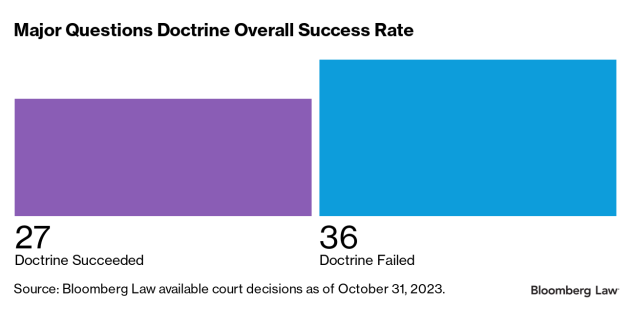 Major Questions Doctrine Overall Success Rate
27
Doctrine Succeeded
36
Doctrine Failed
Source: Bloomberg Law available court decisions as of October 31, 2023.
Bloomberg Law